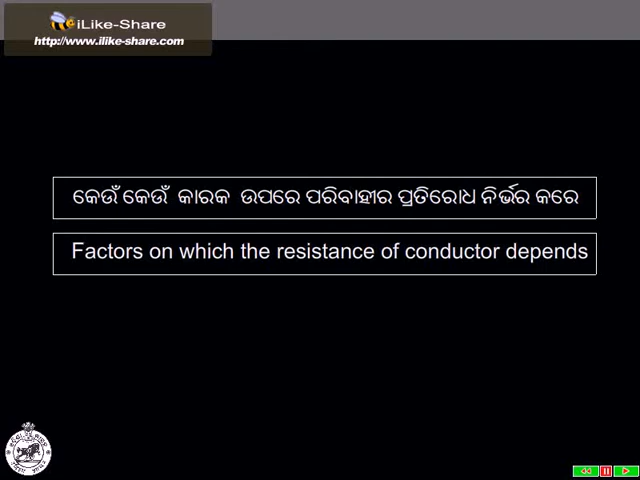 iLike-Share
http://www.ilike-share.com
କେଉଁ କେଉଁ କାରକ ଉପରେ ପରିବାହୀର ପ୍ରତିରୋଧ ନିର୍ଭର କରେ
Factors on which the resistance of conductor depends